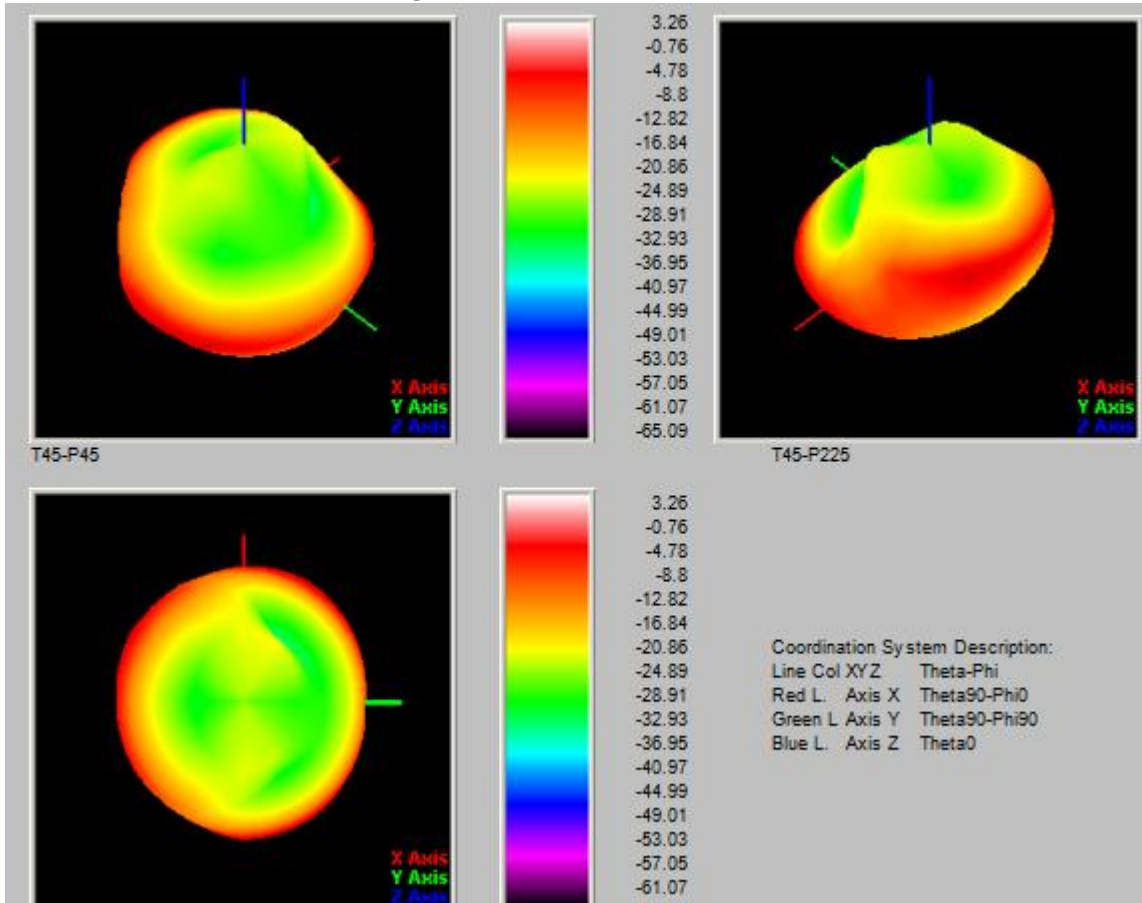 3.26
-0.76
-4.78
-8.8
-12.82
-16.84
-20.86
-24.89
-28.91
-32.93
-36.95
-40.97
-44.99
-49.01
-53.03
-57.05
-61.07
-65.09
X Axis
Y Axis
Z Axis
X Axis
Y Axis
Z Axis
T45-P45
T45-P225
3.26
-0.76
-4.78
-8.8
-12.82
-16.84
-20.86
-24.89
-28.91
-32.93
-36.95
-40.97
-44.99
-49.01
-53.03
-57.05
-61.07
Coordination System Description:
Line Col XYZ Theta-Phi
Red L. Axis X Theta90-Phi0
Green L Axis Y Theta90-Phi90
Blue L. Axis Z Theta0
X Axis
Y Axis
Z Axis